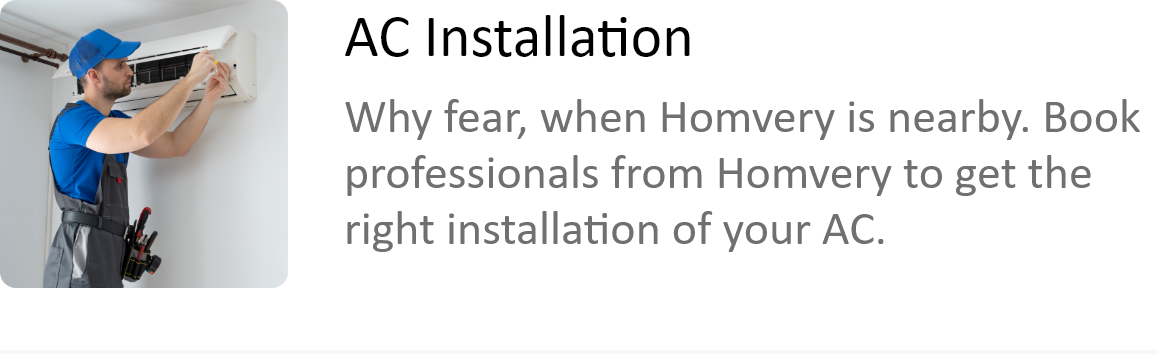 AC Installation
Why fear, when Homvery is nearby. Book
professionals from Homvery to get the
right installation of your AC.